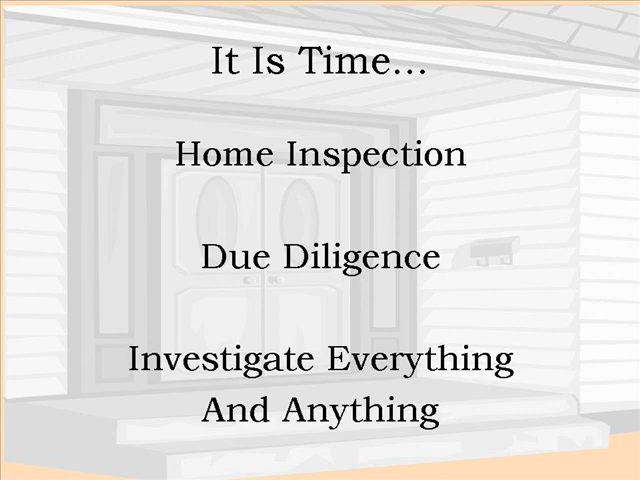 It Is Time...
Home Inspection
Due Diligence
Investigate Everything
And Anything